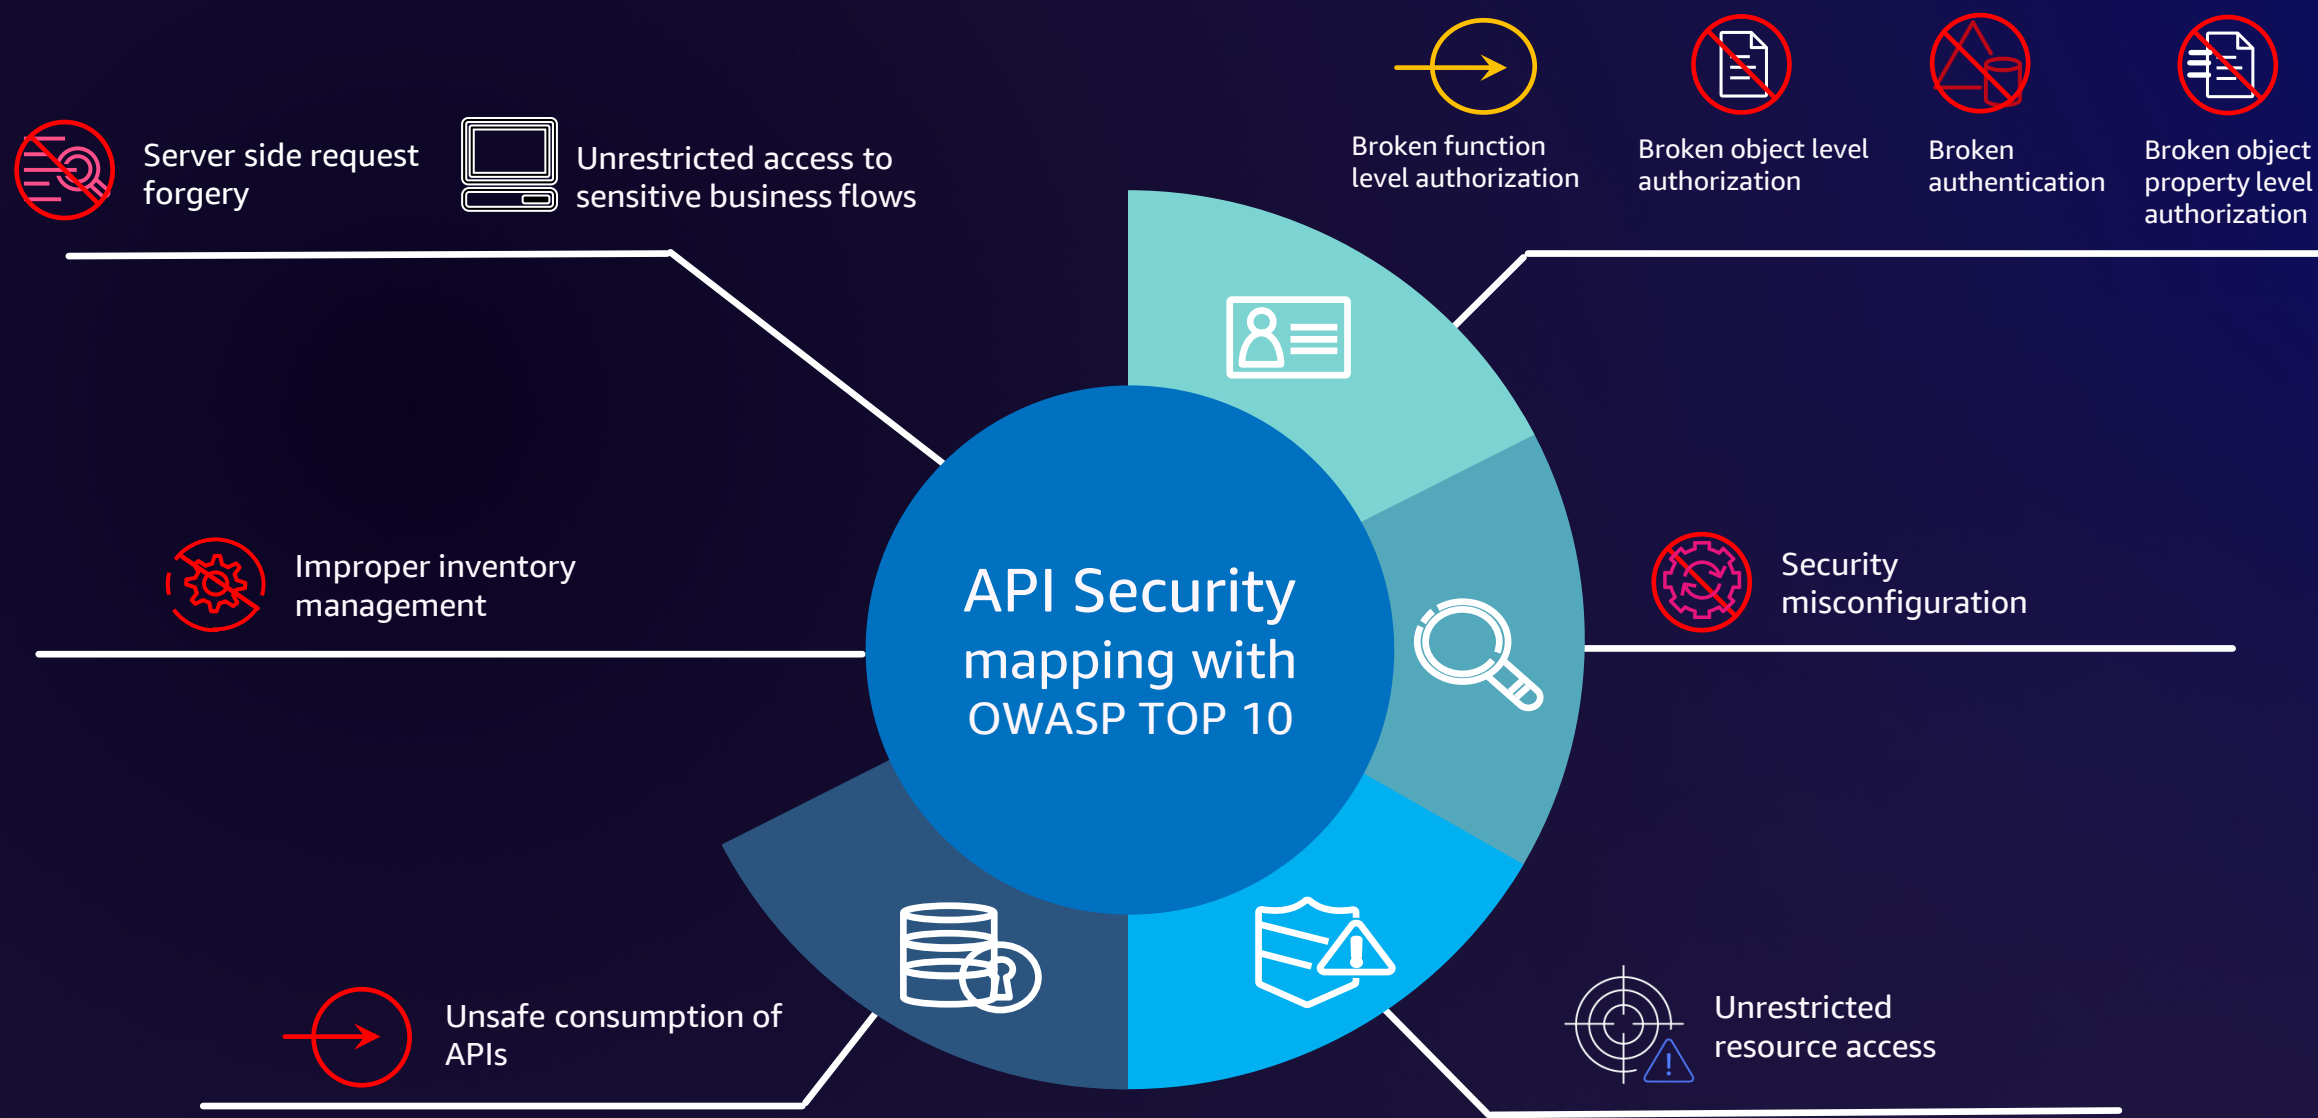 Server side request
forgery
Unrestricted access to
sensitive business flows
Broken function
level authorization
Broken object level
authorization
Broken
authentication
Broken object
property level
authorization
Improper inventory
management
API Security
mapping with
OWASP TOP 10
Security
misconfiguration
Unsafe consumption of
APIs
Unrestricted
resource access